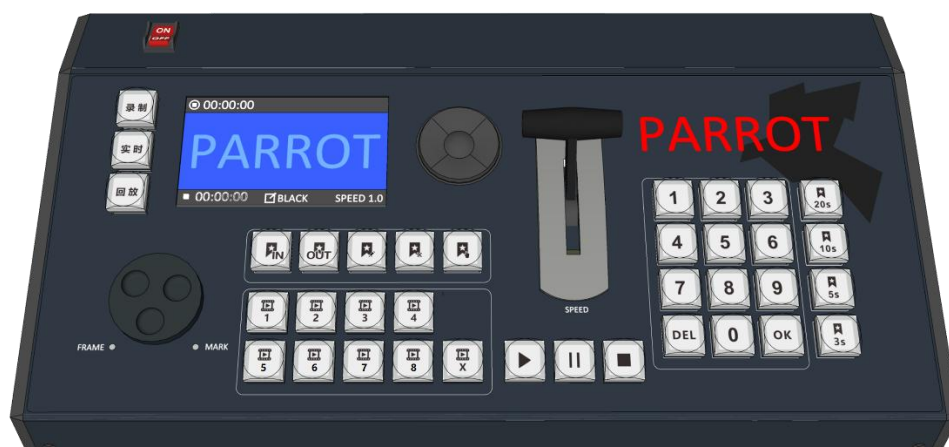 ON
OFF
录制
实时
回放
00:00:00
PARROT
00:00:00 BLACK SPEED 1.0
PARROT
IN
OUT
1 2 3 4
5 6 7 8 X
FRAME
MARK
SPEED
1 2 3 20s
4 5 6 10s
7 8 9 5s
DEL 0 OK 3s